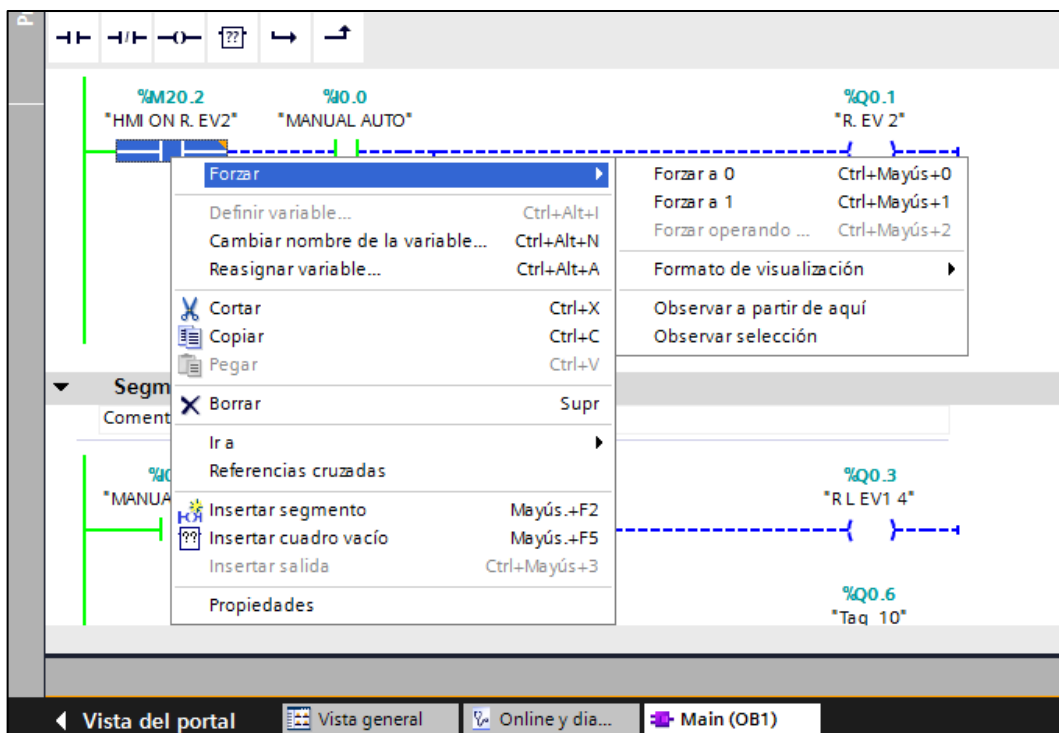 ??
%M20.2 %I0.0 %Q0.1
"HMI ON R. EV2" "MANUAL AUTO" "R. EV 2"
Forzar
Forzar a 0 Ctrl+Mayús+0
Forzar a 1 Ctrl+Mayús+1
Forzar operando ... Ctrl+Mayús+2
Formato de visualización
Observar a partir de aquí
Observar selección
Definir variable... Ctrl+Alt+I
Cambiar nombre de la variable... Ctrl+Alt+N
Reasignar variable... Ctrl+Alt+A
Cortar Ctrl+X
Copiar Ctrl+C
Pegar Ctrl+V
Borrar Supr
Ir a
Referencias cruzadas
Insertar segmento Mayús.+F2
?? Insertar cuadro vacío Mayús.+F5
Insertar salida Ctrl+Mayús+3
Propiedades
Segm
Coment
%I0
"MANUA
%Q0.3
"R L EV1 4"
%Q0.6
"Tag_10"
Vista del portal Vista general Online y dia... Main (OB1)